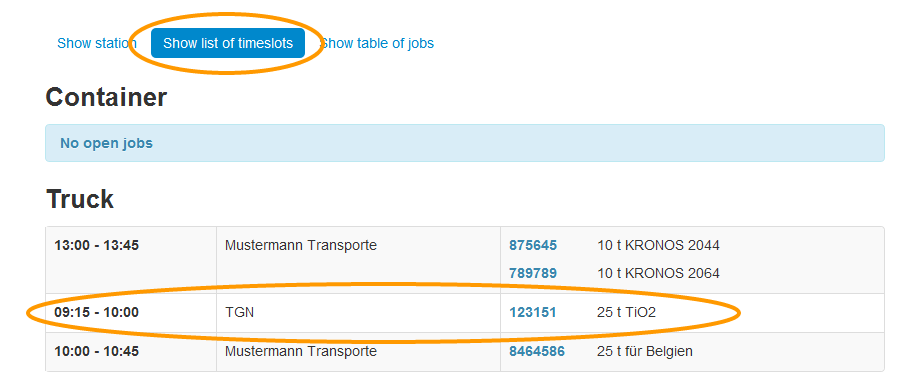 Show station Show list of timeslots Show table of jobs
Container
No open jobs
Truck
13:00 - 13:45 Mustermann Transporte 875645 10 t KRONOS 2044
789789 10 t KRONOS 2064
09:15 - 10:00 TGN 123151 25 t TiO2
10:00 - 10:45 Mustermann Transporte 8464586 25 t für Belgien